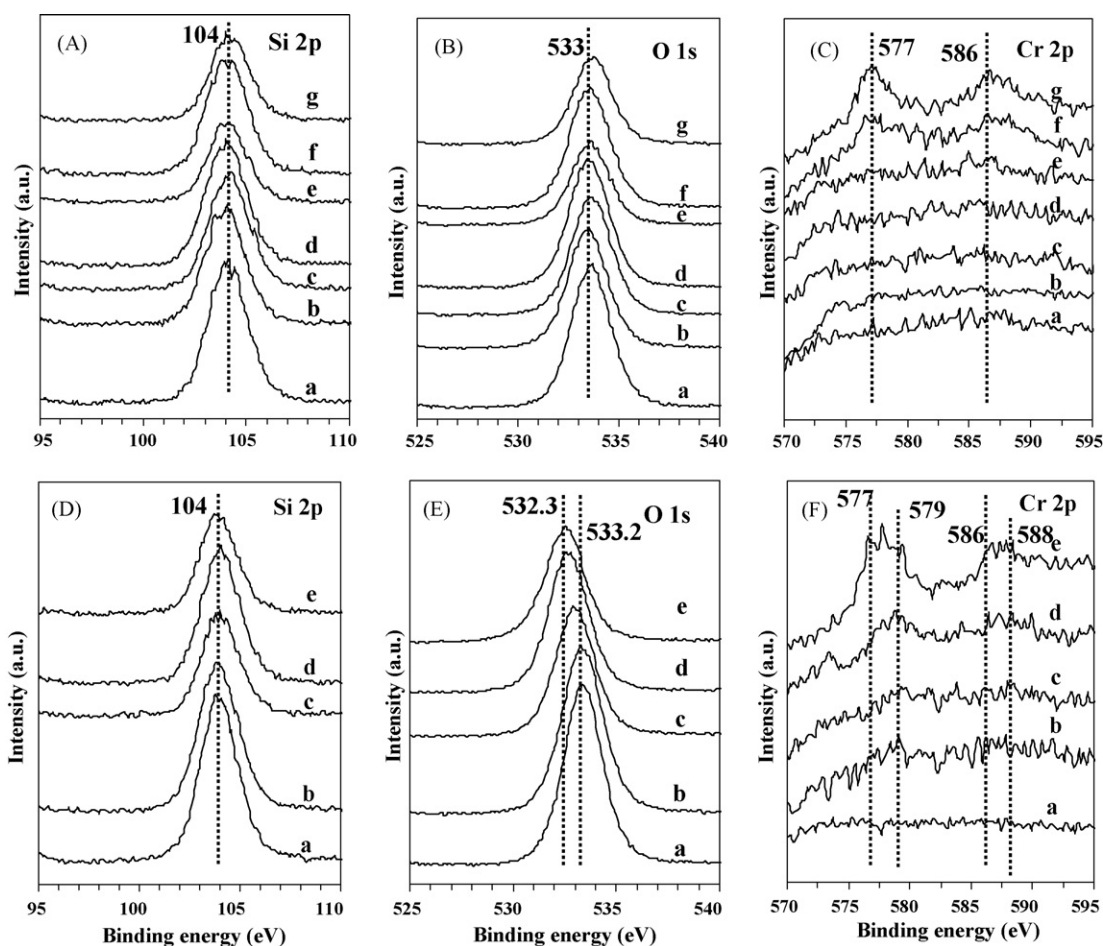 (A)
104
Si 2p
g
f
e
d
c
b
a
Intensity (a.u.)
95 100 105 110
(B)
533
O 1s
g
f
e
d
c
b
a
Intensity (a.u.)
525 530 535 540
(C)
577
586
Cr 2p
g
f
e
d
c
b
a
Intensity (a.u.)
570 575 580 585 590 595
(D)
104
Si 2p
e
d
c
b
a
Intensity (a.u.)
95 100 105 110
Binding energy (eV)
(E)
532.3
O 1s
533.2
e
d
c
b
a
Intensity (a.u.)
525 530 535 540
Binding energy (eV)
(F)
577
579
Cr 2p
586
588
e
d
c
b
a
Intensity (a.u.)
570 575 580 585 590 595
Binding energy (eV)